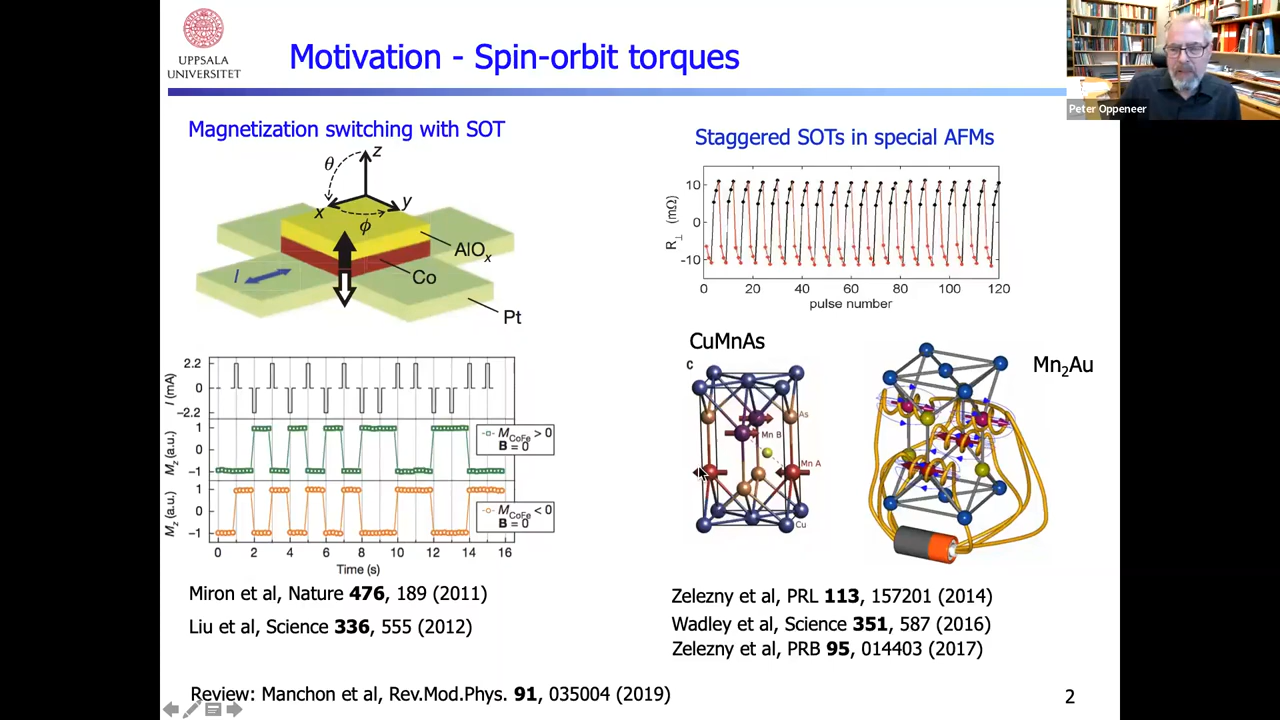 UPPSALA
UNIVERSITET
Motivation - Spin-orbit torques
Peter Oppeneer
Magnetization switching with SOT
θ
z
x
y
ϕ
I
AlOx
Co
Pt
2.2
0
−2.2
I (mA)
1
0
−1
Mz (a.u.)
MCoFe > 0
B = 0
1
0
−1
Mz (a.u.)
MCoFe < 0
B = 0
0 2 4 6 8 10 12 14 16
Time (s)
Miron et al, Nature 476, 189 (2011)
Liu et al, Science 336, 555 (2012)
Staggered SOTs in special AFMs
10
0
-10
R⊥ (mΩ)
0 20 40 60 80 100 120
pulse number
CuMnAs
c
As
Mn B
Mn A
Cu
Mn2Au
Zelezny et al, PRL 113, 157201 (2014)
Wadley et al, Science 351, 587 (2016)
Zelezny et al, PRB 95, 014403 (2017)
Review: Manchon et al, Rev.Mod.Phys. 91, 035004 (2019)
2